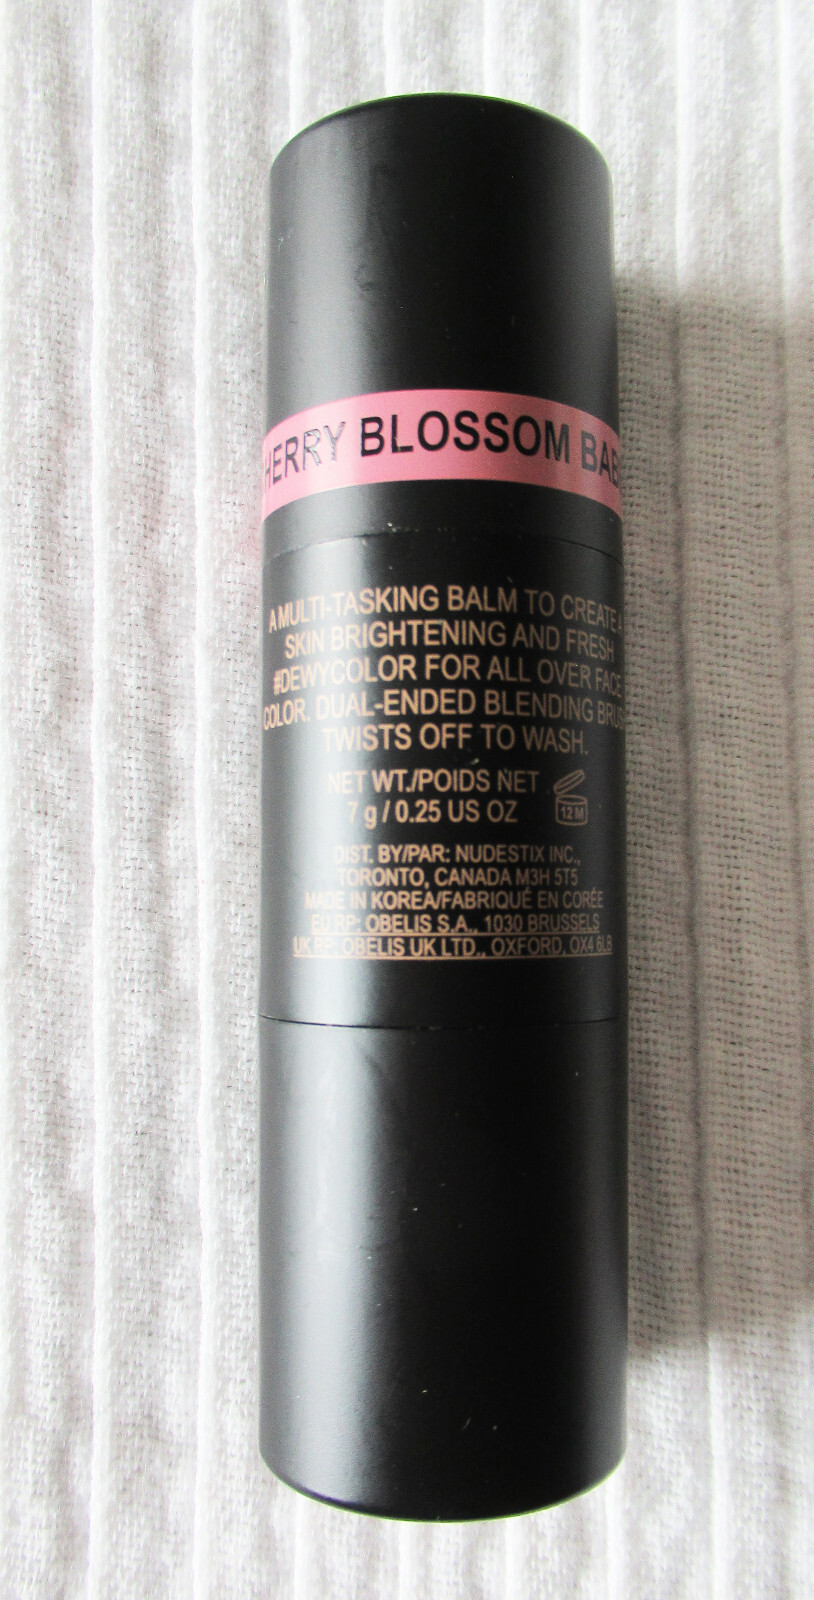 HERRY BLOSSOM BAB
A MULTI-TASKING BALM TO CREATE A
SKIN BRIGHTENING AND FRESH
#DEWYCOLOR FOR ALL OVER FACE
COLOR. DUAL-ENDED BLENDING BRUS
TWISTS OFF TO WASH.
NET WT./POIDS NET
7 g / 0.25 US OZ
12 M
DIST. BY/PAR: NUDESTIX INC.,
TORONTO, CANADA M3H 5T5
MADE IN KOREA/FABRIQUÉ EN CORÉE
EU RP: OBELIS S.A., 1030 BRUSSELS
UK RP: OBELIS UK LTD., OXFORD, OX4 6LB